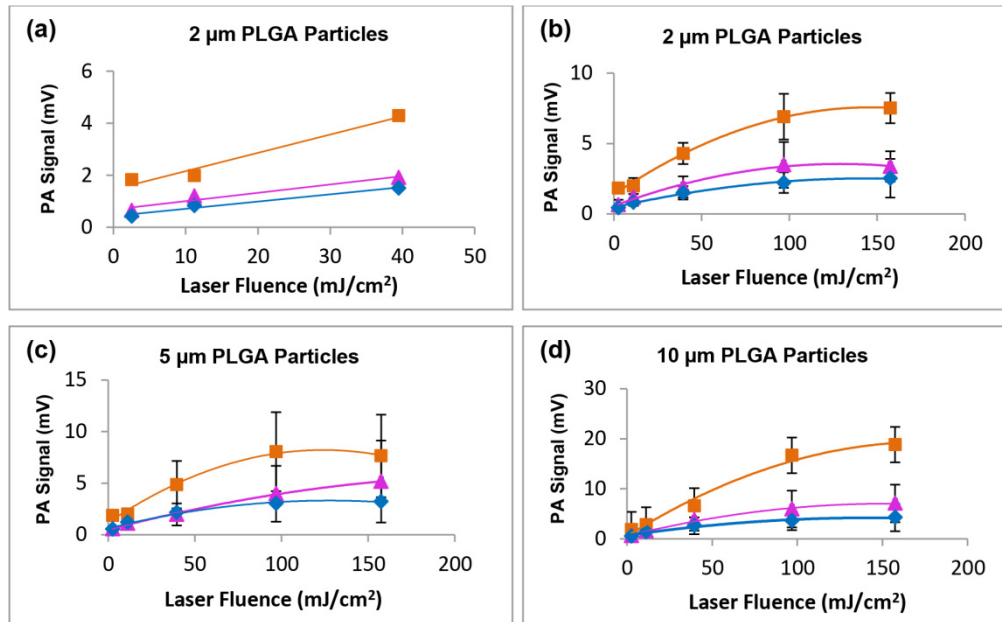 (a)
2 µm PLGA Particles
PA Signal (mV)
6
4
2
0
0 10 20 30 40 50
Laser Fluence (mJ/cm²)
(b)
2 µm PLGA Particles
PA Signal (mV)
10
5
0
0 50 100 150 200
Laser Fluence (mJ/cm²)
(c)
5 µm PLGA Particles
PA Signal (mV)
15
10
5
0
0 50 100 150 200
Laser Fluence (mJ/cm²)
(d)
10 µm PLGA Particles
PA Signal (mV)
30
20
10
0
0 50 100 150 200
Laser Fluence (mJ/cm²)